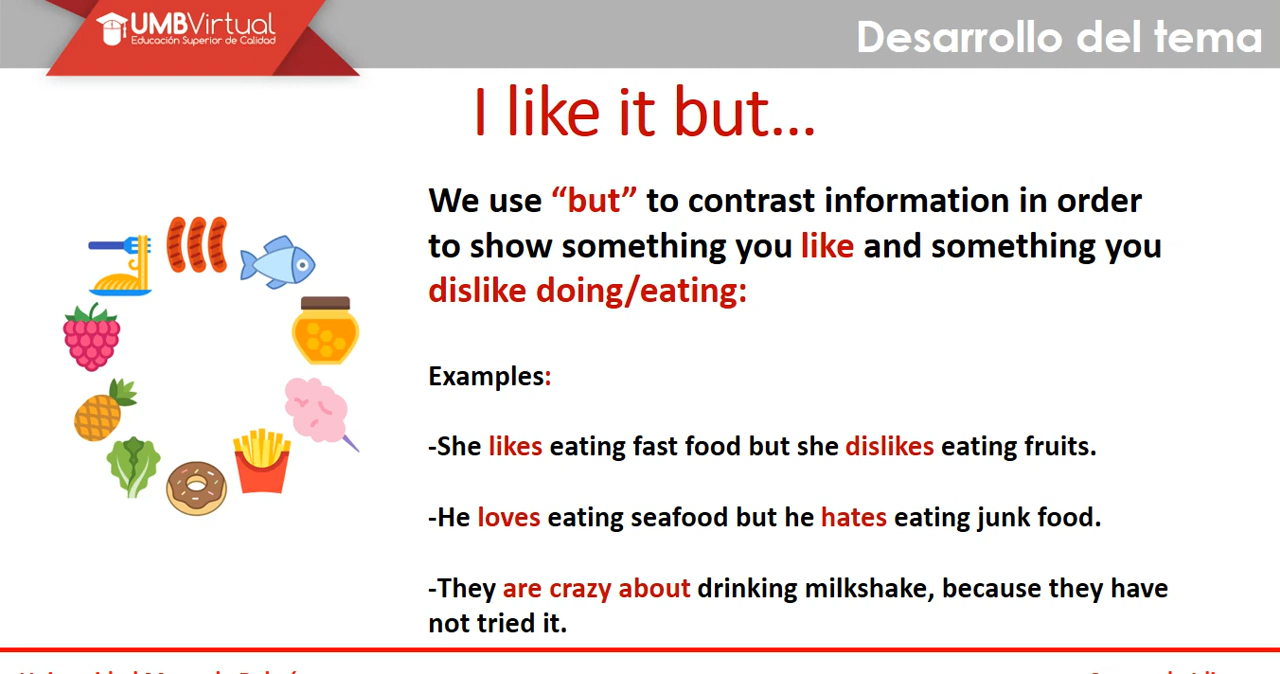 UMBVirtual
Educación Superior de Calidad
Desarrollo del tema
I like it but...
We use “but” to contrast information in order
to show something you like and something you
dislike doing/eating:
Examples:
-She likes eating fast food but she dislikes eating fruits.
-He loves eating seafood but he hates eating junk food.
-They are crazy about drinking milkshake, because they have
not tried it.